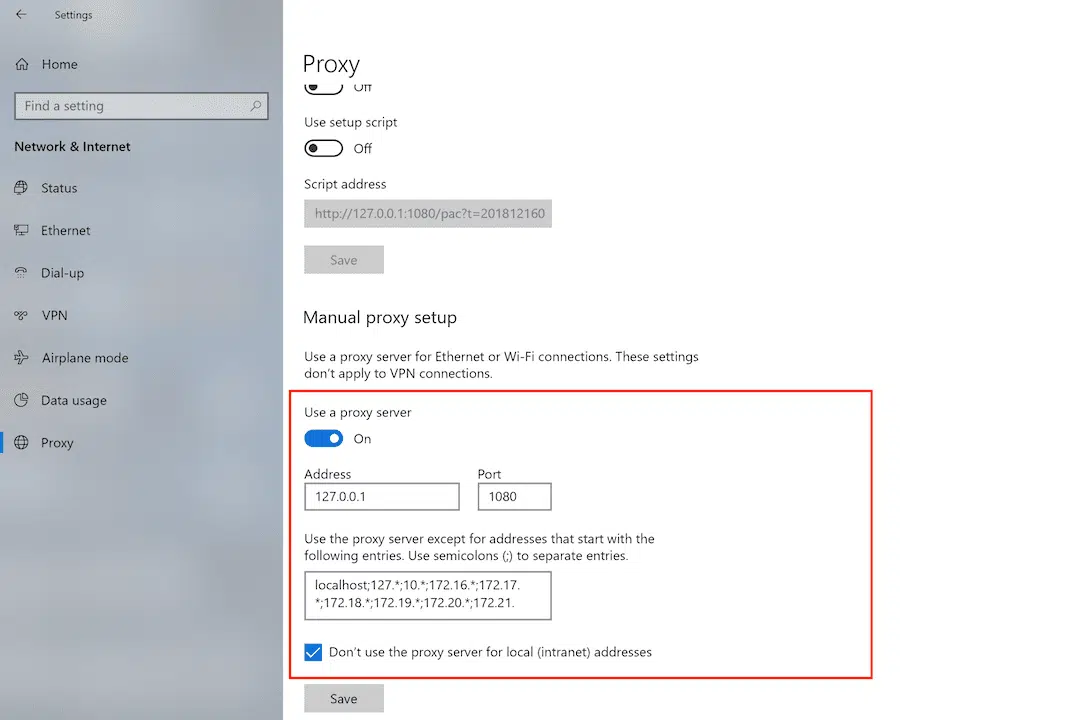 Settings
Home
Find a setting
Network & Internet
Status
Ethernet
Dial-up
VPN
Airplane mode
Data usage
Proxy
Proxy
Off
Use setup script
Off
Script address
http://127.0.0.1:1080/pac?t=201812160
Save
Manual proxy setup
Use a proxy server for Ethernet or Wi-Fi connections. These settings
don't apply to VPN connections.
Use a proxy server
On
Address
Port
127.0.0.1
1080
Use the proxy server except for addresses that start with the
following entries. Use semicolons (;) to separate entries.
localhost;127.*;10.*;172.16.*;172.17.
*;172.18.*;172.19.*;172.20.*;172.21.
Don't use the proxy server for local (intranet) addresses
Save